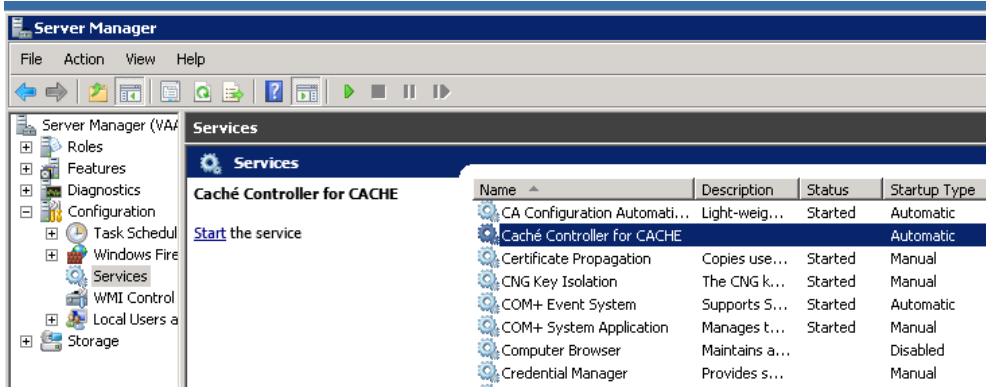 Server Manager
File Action View Help
Server Manager (VAA
Roles
Features
Diagnostics
Configuration
Task Schedul
Windows Fire
Services
WMI Control
Local Users a
Storage
Services
Services
Caché Controller for CACHE
Start the service
Name Description Status Startup Type
CA Configuration Automati... Light-weig... Started Automatic
Caché Controller for CACHE Automatic
Certificate Propagation Copies use... Started Manual
CNG Key Isolation The CNG k... Started Manual
COM+ Event System Supports S... Started Automatic
COM+ System Application Manages t... Started Manual
Computer Browser Maintains a... Disabled
Credential Manager Provides s... Manual